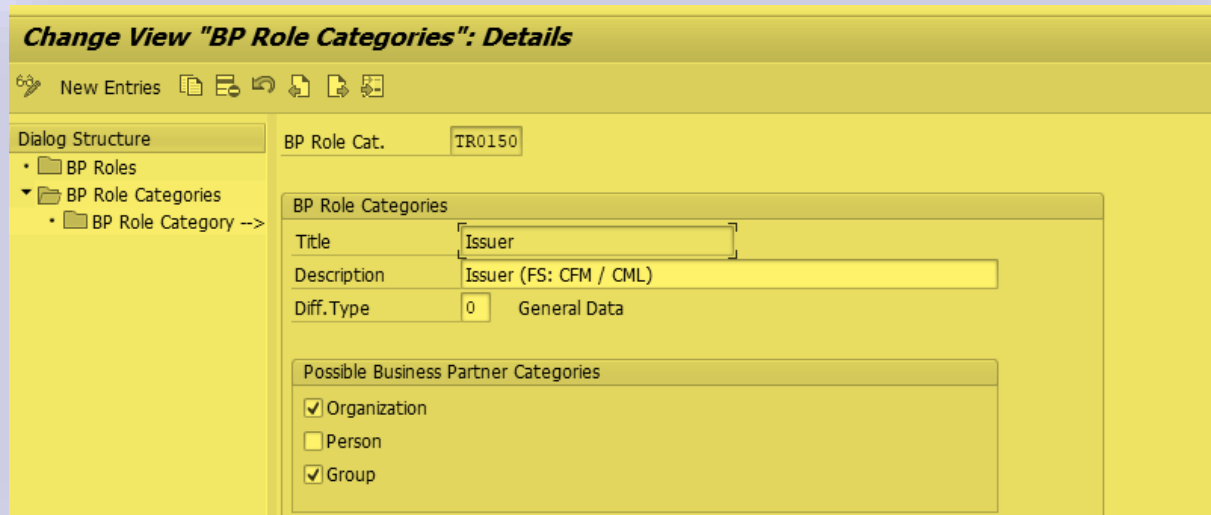 Change View "BP Role Categories": Details
New Entries
Dialog Structure
BP Roles
BP Role Categories
BP Role Category -->
BP Role Cat. TR0150
BP Role Categories
Title Issuer
Description Issuer (FS: CFM / CML)
Diff.Type 0 General Data
Possible Business Partner Categories
Organization
Person
Group